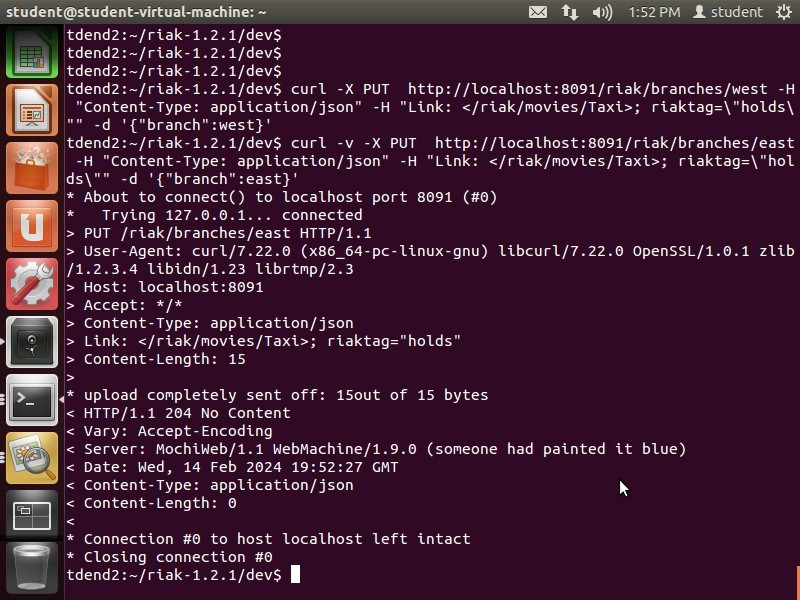 student@student-virtual-machine: ~ 1:52 PM student
tdend2:~/riak-1.2.1/dev$
tdend2:~/riak-1.2.1/dev$
tdend2:~/riak-1.2.1/dev$
tdend2:~/riak-1.2.1/dev$ curl -X PUT  http://localhost:8091/riak/branches/west -H
"Content-Type: application/json" -H "Link: </riak/movies/Taxi>; riaktag=\"holds\
"" -d '{"branch":west}'
tdend2:~/riak-1.2.1/dev$ curl -v -X PUT  http://localhost:8091/riak/branches/east
-H "Content-Type: application/json" -H "Link: </riak/movies/Taxi>; riaktag=\"hol
ds\"" -d '{"branch":east}'
* About to connect() to localhost port 8091 (#0)
*   Trying 127.0.0.1... connected
> PUT /riak/branches/east HTTP/1.1
> User-Agent: curl/7.22.0 (x86_64-pc-linux-gnu) libcurl/7.22.0 OpenSSL/1.0.1 zlib
/1.2.3.4 libidn/1.23 librtmp/2.3
> Host: localhost:8091
> Accept: */*
> Content-Type: application/json
> Link: </riak/movies/Taxi>; riaktag="holds"
> Content-Length: 15
>
* upload completely sent off: 15out of 15 bytes
< HTTP/1.1 204 No Content
< Vary: Accept-Encoding
< Server: MochiWeb/1.1 WebMachine/1.9.0 (someone had painted it blue)
< Date: Wed, 14 Feb 2024 19:52:27 GMT
< Content-Type: application/json
< Content-Length: 0
<
* Connection #0 to host localhost left intact
* Closing connection #0
tdend2:~/riak-1.2.1/dev$